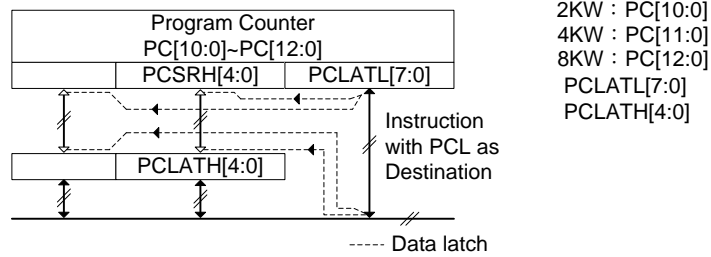 Program Counter
PC[10:0]~PC[12:0]
PCSRH[4:0]
PCLATL[7:0]
Instruction
with PCL as
Destination
PCLATH[4:0]
Data latch
2KW：PC[10:0]
4KW：PC[11:0]
8KW：PC[12:0]
PCLATL[7:0]
PCLATH[4:0]